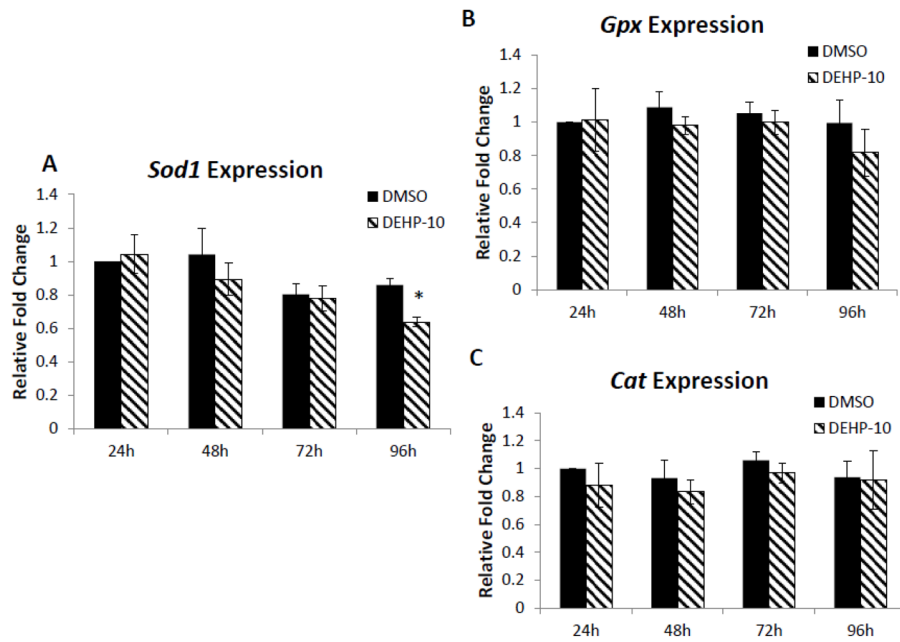 A
Sod1 Expression
DMSO
DEHP-10
Relative Fold Change
1.4
1.2
1
0.8
0.6
0.4
0.2
0
*
24h 48h 72h 96h
B
Gpx Expression
DMSO
DEHP-10
Relative Fold Change
1.4
1.2
1
0.8
0.6
0.4
0.2
0
24h 48h 72h 96h
C
Cat Expression
DMSO
DEHP-10
Relative Fold Change
1.4
1.2
1
0.8
0.6
0.4
0.2
0
24h 48h 72h 96h